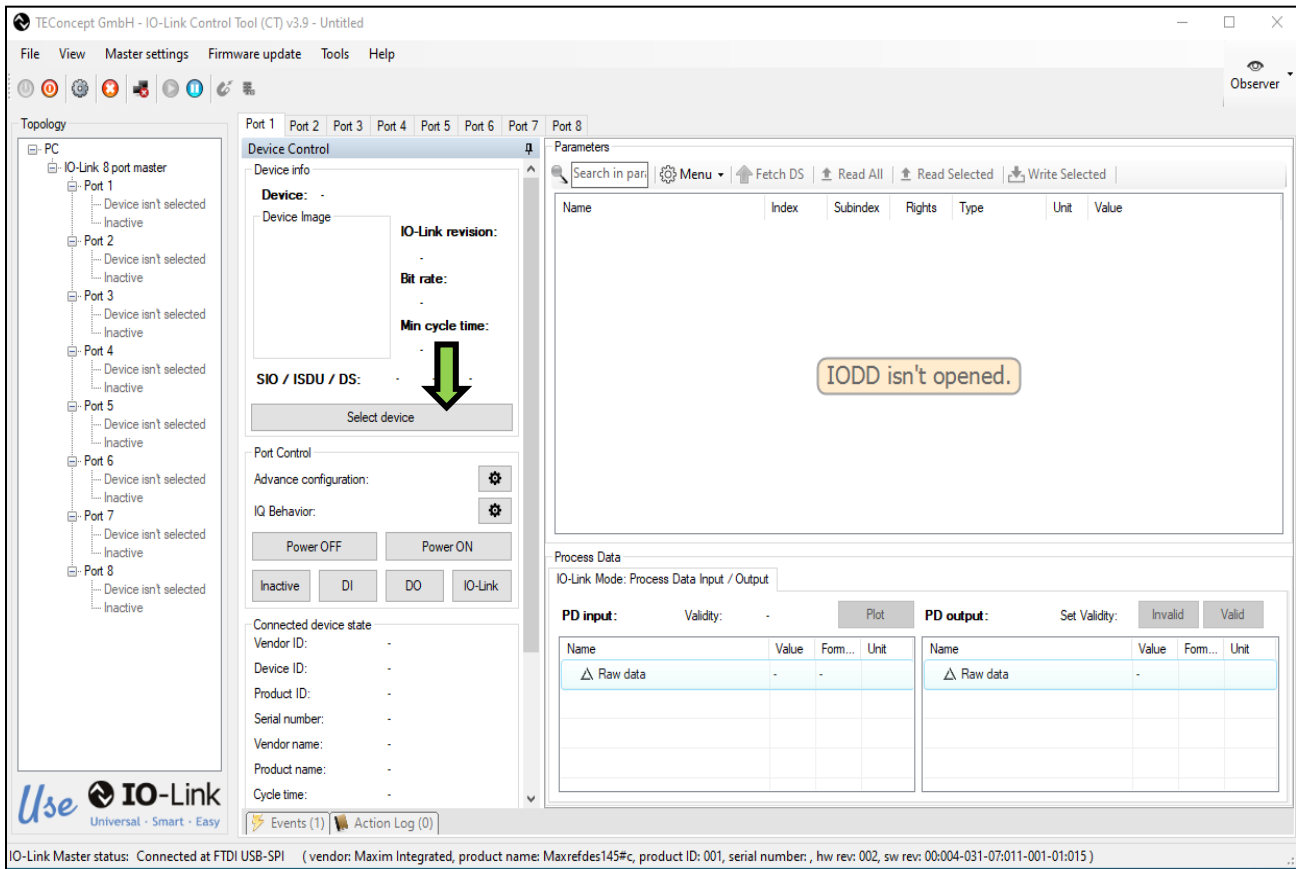 TEConcept GmbH - IO-Link Control Tool (CT) v3.9 - Untitled
File View Master settings Firmware update Tools Help
Observer
Topology
PC
IO-Link 8 port master
Port 1
Device isn't selected
Inactive
Port 2
Device isn't selected
Inactive
Port 3
Device isn't selected
Inactive
Port 4
Device isn't selected
Inactive
Port 5
Device isn't selected
Inactive
Port 6
Device isn't selected
Inactive
Port 7
Device isn't selected
Inactive
Port 8
Device isn't selected
Inactive
Use IO-Link
Universal · Smart · Easy
Port 1 Port 2 Port 3 Port 4 Port 5 Port 6 Port 7 Port 8
Device Control
Device info
Device: -
Device Image
IO-Link revision:
-
Bit rate:
-
Min cycle time:
-
SIO / ISDU / DS: - -
Select device
Port Control
Advance configuration:
IQ Behavior:
Power OFF Power ON
Inactive DI DO IO-Link
Connected device state
Vendor ID: -
Device ID: -
Product ID: -
Serial number: -
Vendor name: -
Product name: -
Cycle time: -
Events (1) Action Log (0)
Parameters
Search in para Menu Fetch DS Read All Read Selected Write Selected
Name Index Subindex Rights Type Unit Value
IODD isn't opened.
Process Data
IO-Link Mode: Process Data Input / Output
PD input: Validity: - Plot
Name Value Form... Unit
Raw data - -
PD output: Set Validity: Invalid Valid
Name Value Form... Unit
Raw data -
IO-Link Master status: Connected at FTDI USB-SPI ( vendor: Maxim Integrated, product name: Maxrefdes145#c, product ID: 001, serial number: , hw rev: 002, sw rev: 00:004-031-07:011-001-01:015 )